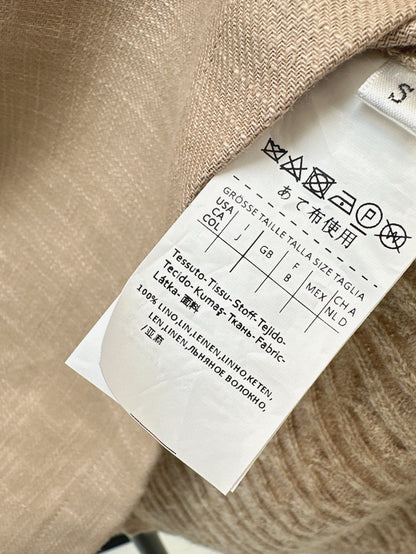 S
あて布使用
GRÖSSE TAILLE TALLA SIZE TAGLIA
USA
CA
COL
I
J
GB
F
B
MEX
CH A
NL D
Tessuto-Tissu-Stoff-Tejido-
Tecido-Kumaş-Ткань-Fabric-
Látka-面料
100% LINO,LIN,LEINEN,LINHO,KETEN,
LEN,LINEN,ЛЬНЯНОЕ ВОЛОКНО,
/亚麻